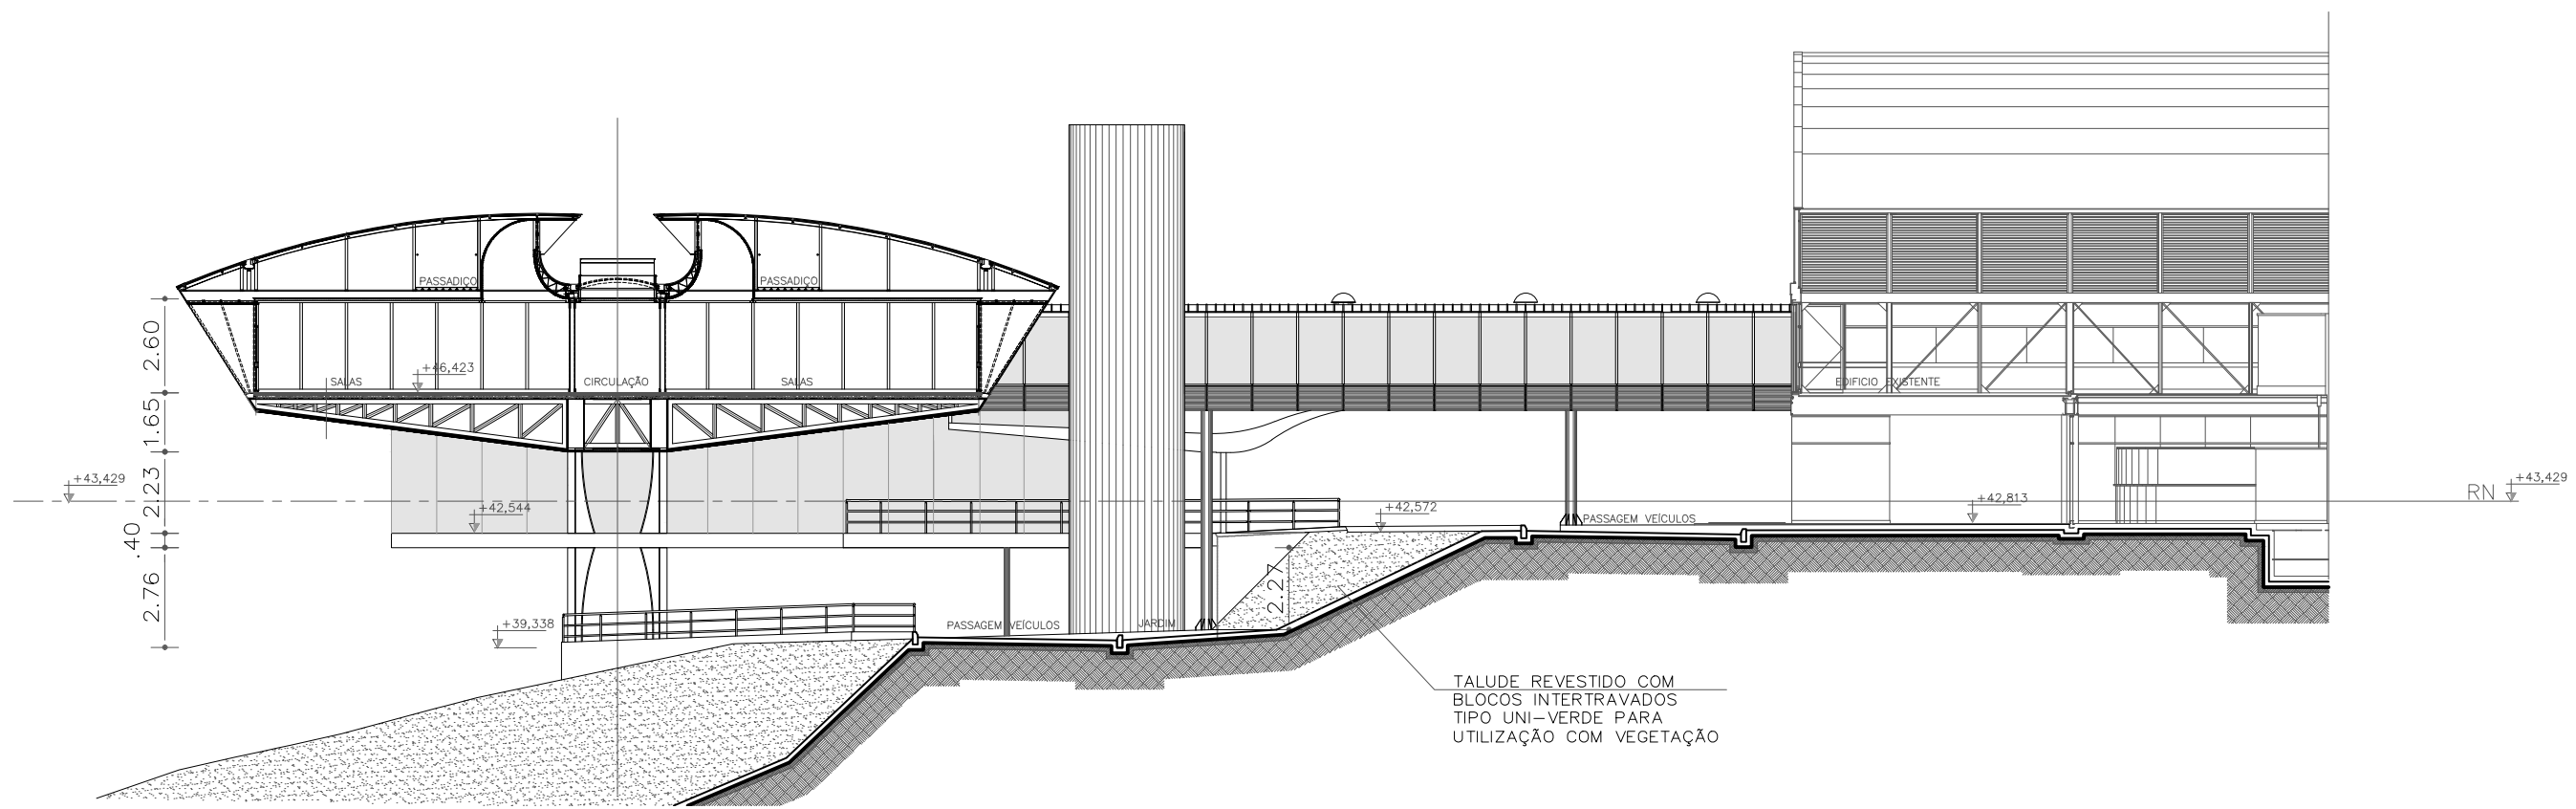 PASSADIÇO
PASSADIÇO
2.60
+46,423
SALAS
CIRCULAÇÃO
SALAS
EDIFICIO EXISTENTE
1.65
+43,429
2.23
+42,544
+42,572
+42,813
RN
+43,429
PASSAGEM VEÍCULOS
.40
2.76
2.27
+39,338
PASSAGEM VEÍCULOS
JARDIM
TALUDE REVESTIDO COM
BLOCOS INTERTRAVADOS
TIPO UNI-VERDE PARA
UTILIZAÇÃO COM VEGETAÇÃO